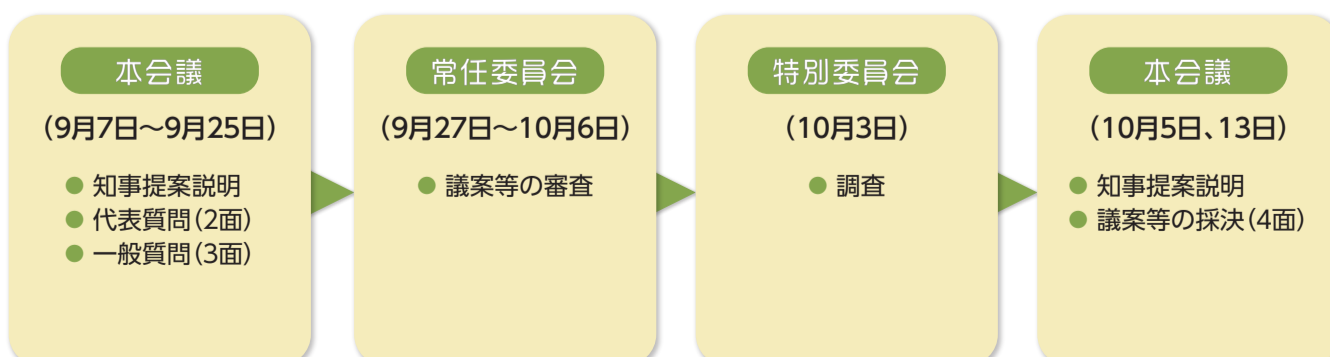 本会議
(9月7日～9月25日)
● 知事提案説明
● 代表質問(2面)
● 一般質問(3面)
常任委員会
(9月27日～10月6日)
● 議案等の審査
特別委員会
(10月3日)
● 調査
本会議
(10月5日、13日)
● 知事提案説明
● 議案等の採決(4面)